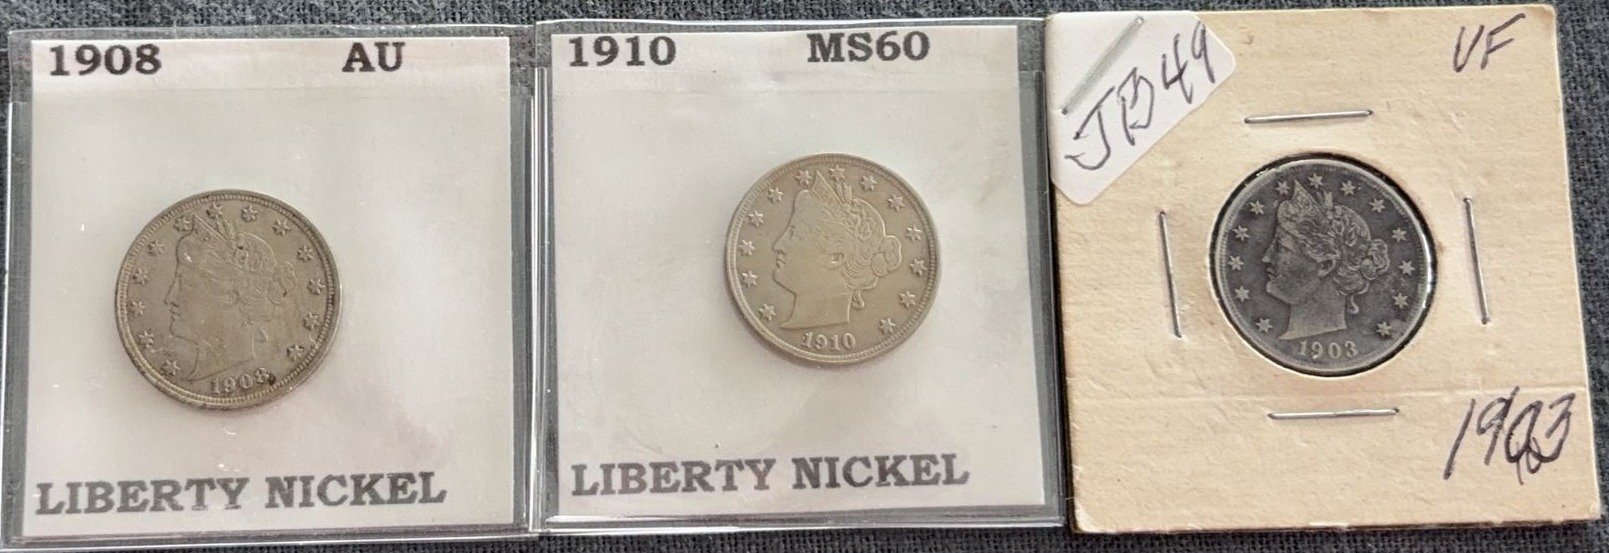 1908 AU
1908
LIBERTY NICKEL
1910 MS60
1910
LIBERTY NICKEL
JB49
VF
1903
1903